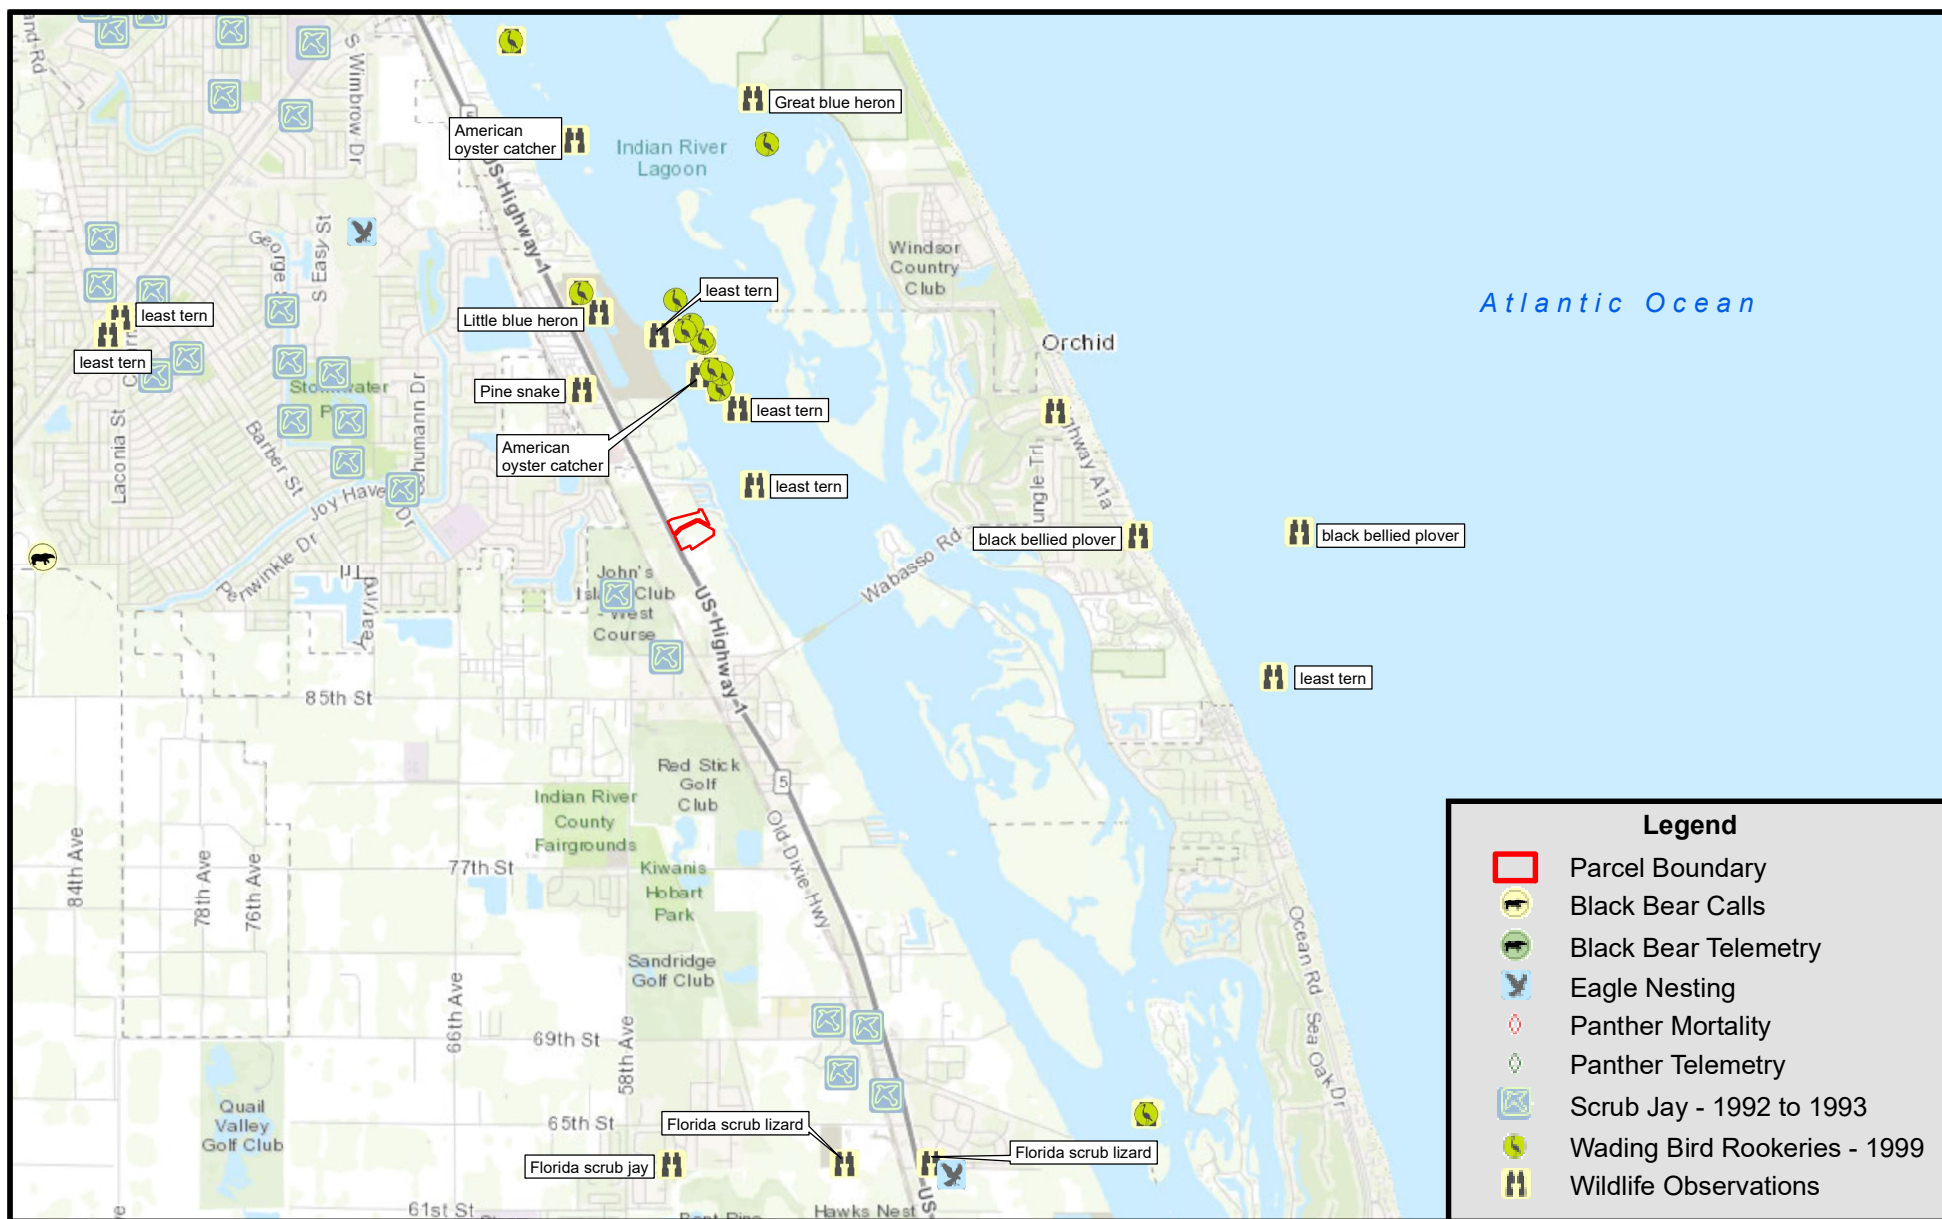 S Wimbrow Dr
Great blue heron
American
oyster catcher
Indian River
Lagoon
US Highway 1
George
S Easy St
Windsor
Country
Club
least tern
Atlantic Ocean
least tern
Little blue heron
Orchid
least tern
Pine snake
least tern
Laconia St
Barber St
American
oyster catcher
least tern
Joy Haven Dr
Wabasso Rd
black bellied plover
black bellied plover
Periwinkle Dr
John's
Island Club
- West
Course
US Highway 1
least tern
85th St
Red Stick
Golf
Club
5
Indian River
County
Fairgrounds
Old Dixie Hwy
84th Ave
78th Ave
76th Ave
77th St
Kiwanis
Hobart
Park
Sandridge
Golf Club
66th Ave
58th Ave
69th St
Ocean Rd
Sea Oak Dr
Quail
Valley
Golf Club
65th St
Florida scrub lizard
Florida scrub lizard
Florida scrub jay
61st St
Hawks Nest
US
Legend
Parcel Boundary
Black Bear Calls
Black Bear Telemetry
Eagle Nesting
Panther Mortality
Panther Telemetry
Scrub Jay - 1992 to 1993
Wading Bird Rookeries - 1999
Wildlife Observations